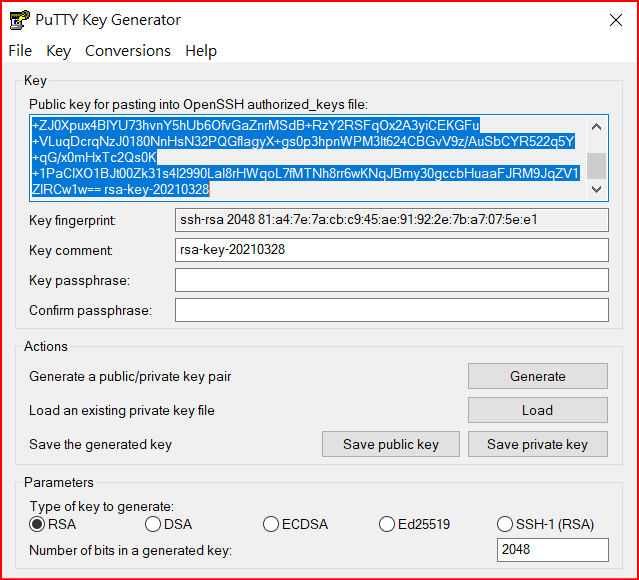 PuTTY Key Generator
File Key Conversions Help
Key
Public key for pasting into OpenSSH authorized_keys file:
+ZJ0Xpux4BlYU73hvnY5hUb6OfvGaZnrMSdB+RzY2RSFqOx2A3yiCEKGFu
+VLuqDcrqNzJ0180NnHsN32PQGflagyX+gs0p3hpnWPM3lt624CBGvV9z/AuSbCYR522q5Y
+qG/x0mHxTc2Qs0K
+1PaClXO1BJt00Zk31s4l2990Lal8rHWqoL7fMTNh8rr6wKNqJBmy30gccbHuaaFJRM9JqZV1
ZlRCw1w== rsa-key-20210328
Key fingerprint: ssh-rsa 2048 81:a4:7e:7a:cb:c9:45:ae:91:92:2e:7b:a7:07:5e:e1
Key comment: rsa-key-20210328
Key passphrase:
Confirm passphrase:
Actions
Generate a public/private key pair Generate
Load an existing private key file Load
Save the generated key Save public key Save private key
Parameters
Type of key to generate:
RSA DSA ECDSA Ed25519 SSH-1 (RSA)
Number of bits in a generated key: 2048